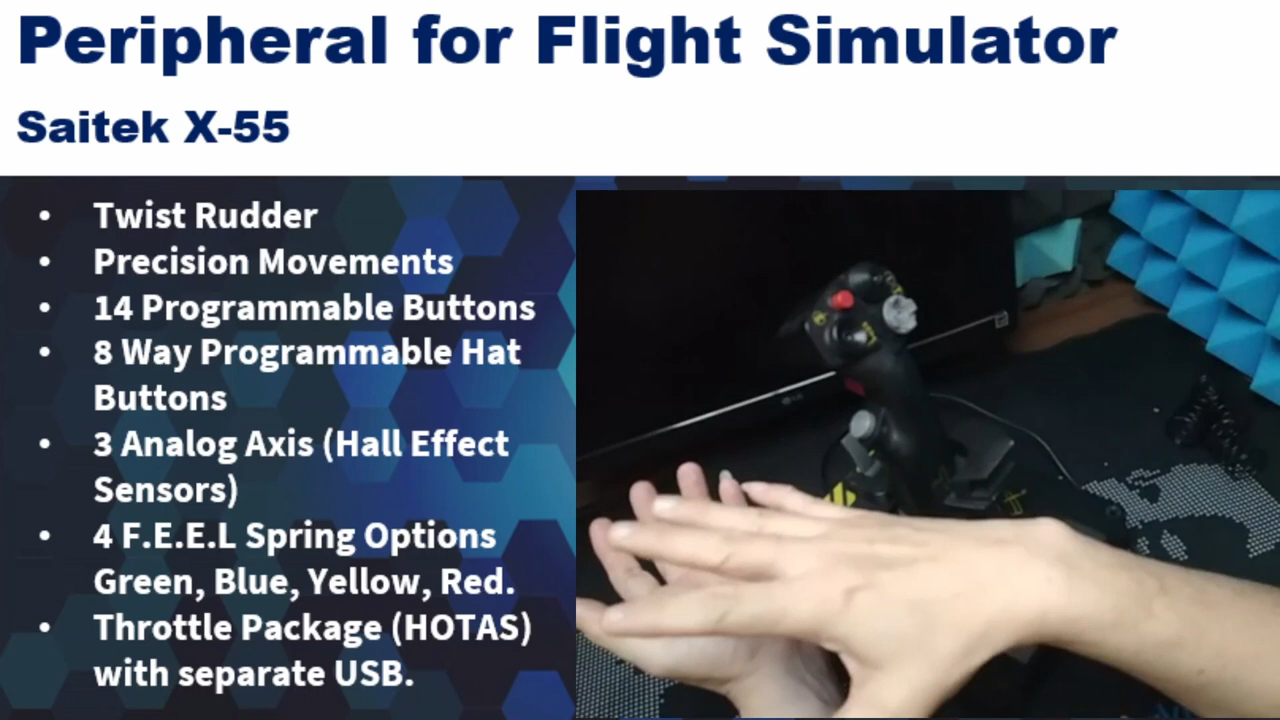 Peripheral for Flight Simulator
Saitek X-55
• Twist Rudder
• Precision Movements
• 14 Programmable Buttons
• 8 Way Programmable Hat
Buttons
• 3 Analog Axis (Hall Effect
Sensors)
• 4 F.E.E.L Spring Options
Green, Blue, Yellow, Red.
• Throttle Package (HOTAS)
with separate USB.